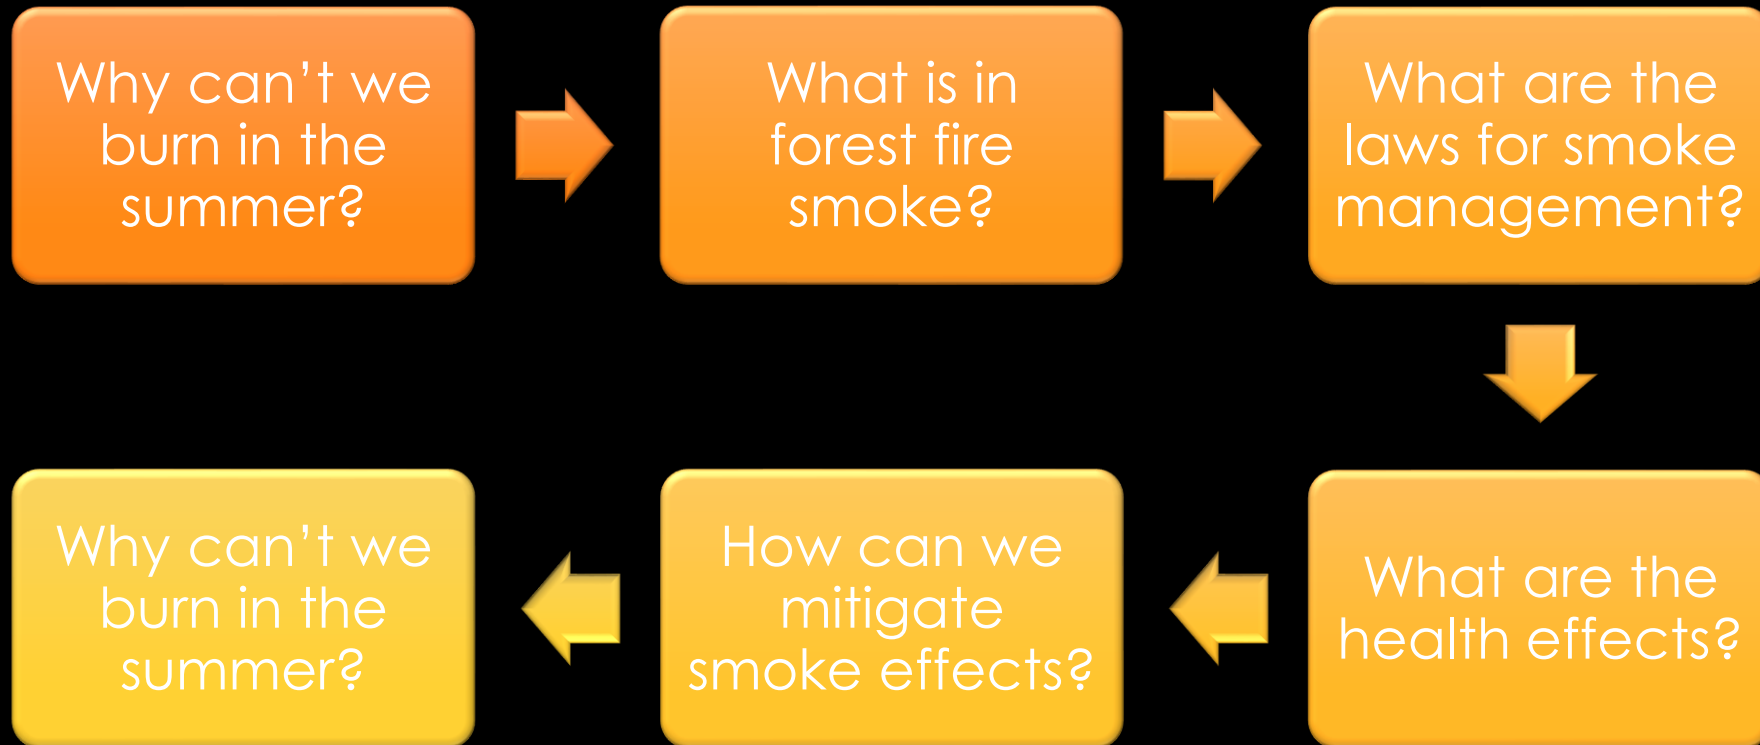 Why can’t we
burn in the
summer?
What is in
forest fire
smoke?
What are the
laws for smoke
management?
What are the
health effects?
How can we
mitigate
smoke effects?
Why can’t we
burn in the
summer?